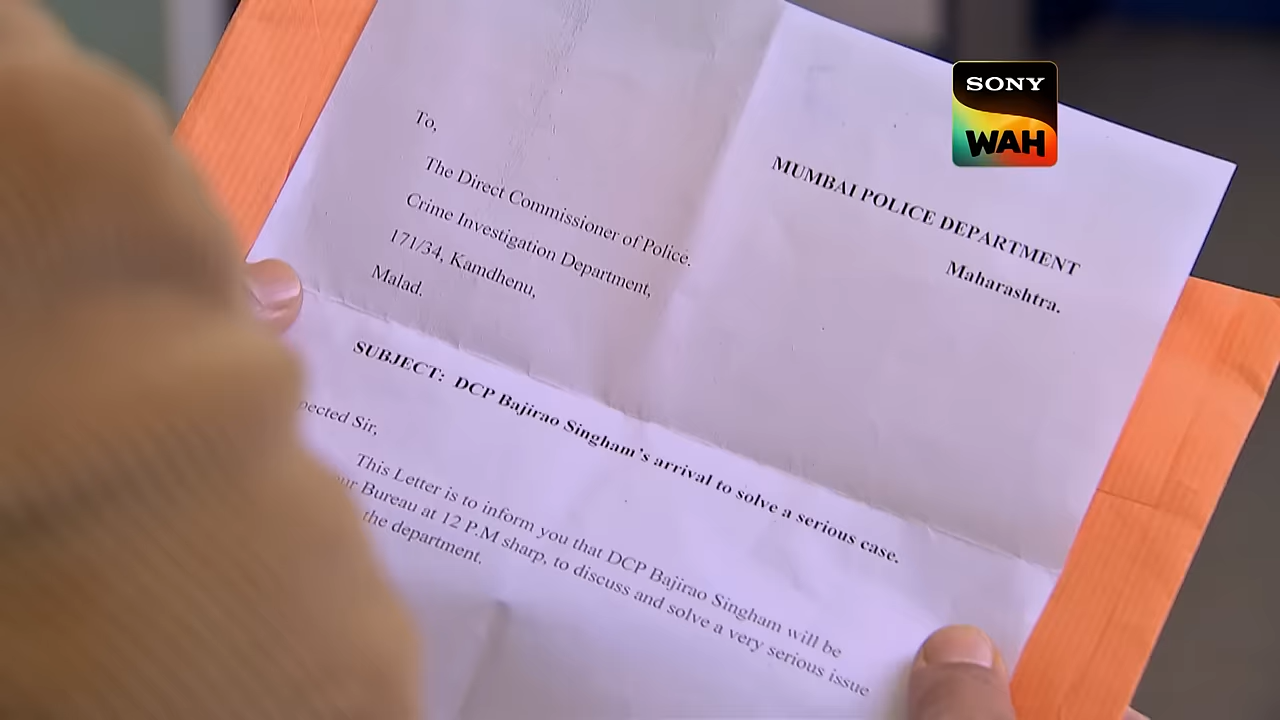 SONY
WAH
To,
The Direct Commissioner of Police.
Crime Investigation Department,
171/34, Kamdhenu,
Malad.
MUMBAI POLICE DEPARTMENT
Maharashtra.
SUBJECT: DCP Bajirao Singham's arrival to solve a serious case.
Sir,
This Letter is to inform you that DCP Bajirao Singham will be
Bureau at 12 P.M sharp, to discuss and solve a very serious issue
the department.